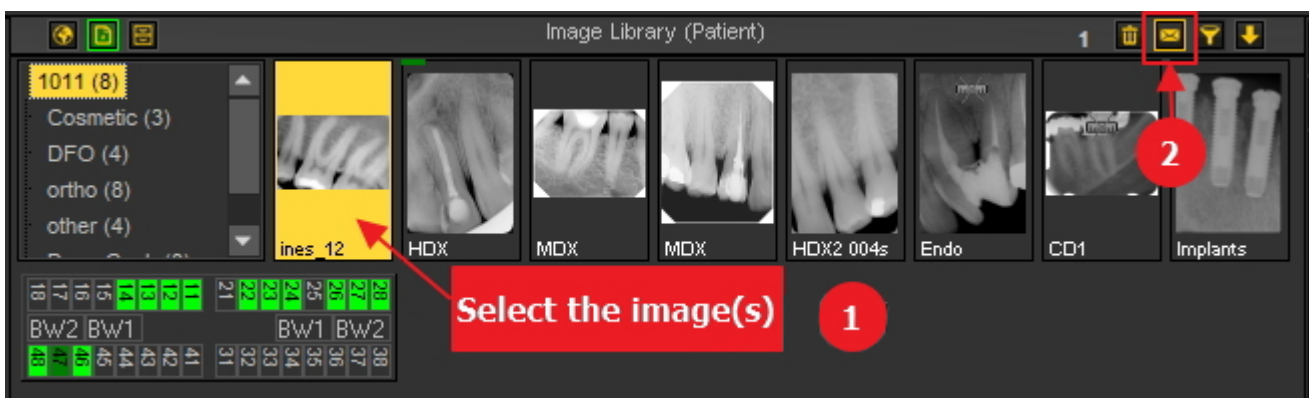 Image Library (Patient)
1
1011 (8)
Cosmetic (3)
DFO (4)
ortho (8)
other (4)
ines_12
HDX
MDX
MDX
HDX2 004s
Endo
CD1
Implants
2
Select the image(s)
1
18 17 16 15 14 13 12 11 21 22 23 24 25 26 27 28
BW2 BW1 BW1 BW2
48 47 46 45 44 43 42 41 31 32 33 34 35 36 37 38